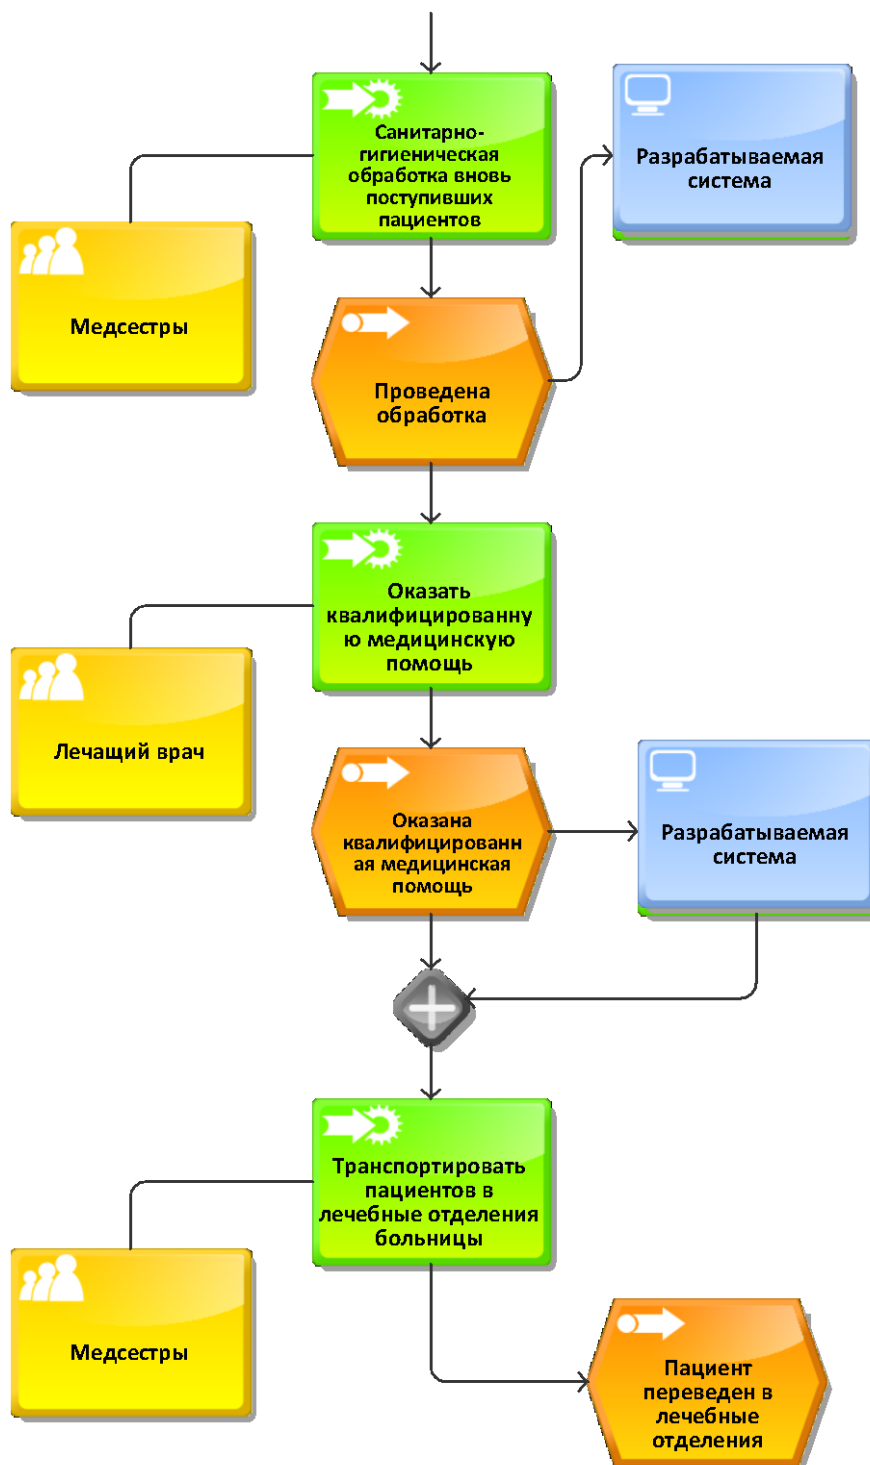 Санитарно-
гигиеническая
обработка вновь
поступивших
пациентов
Разрабатываемая
система
Медсестры
Проведена
обработка
Оказать
квалифицированну
ю медицинскую
помощь
Лечащий врач
Оказана
квалифицированн
ая медицинская
помощь
Разрабатываемая
система
Транспортировать
пациентов в
лечебные отделения
больницы
Медсестры
Пациент
переведен в
лечебные
отделения